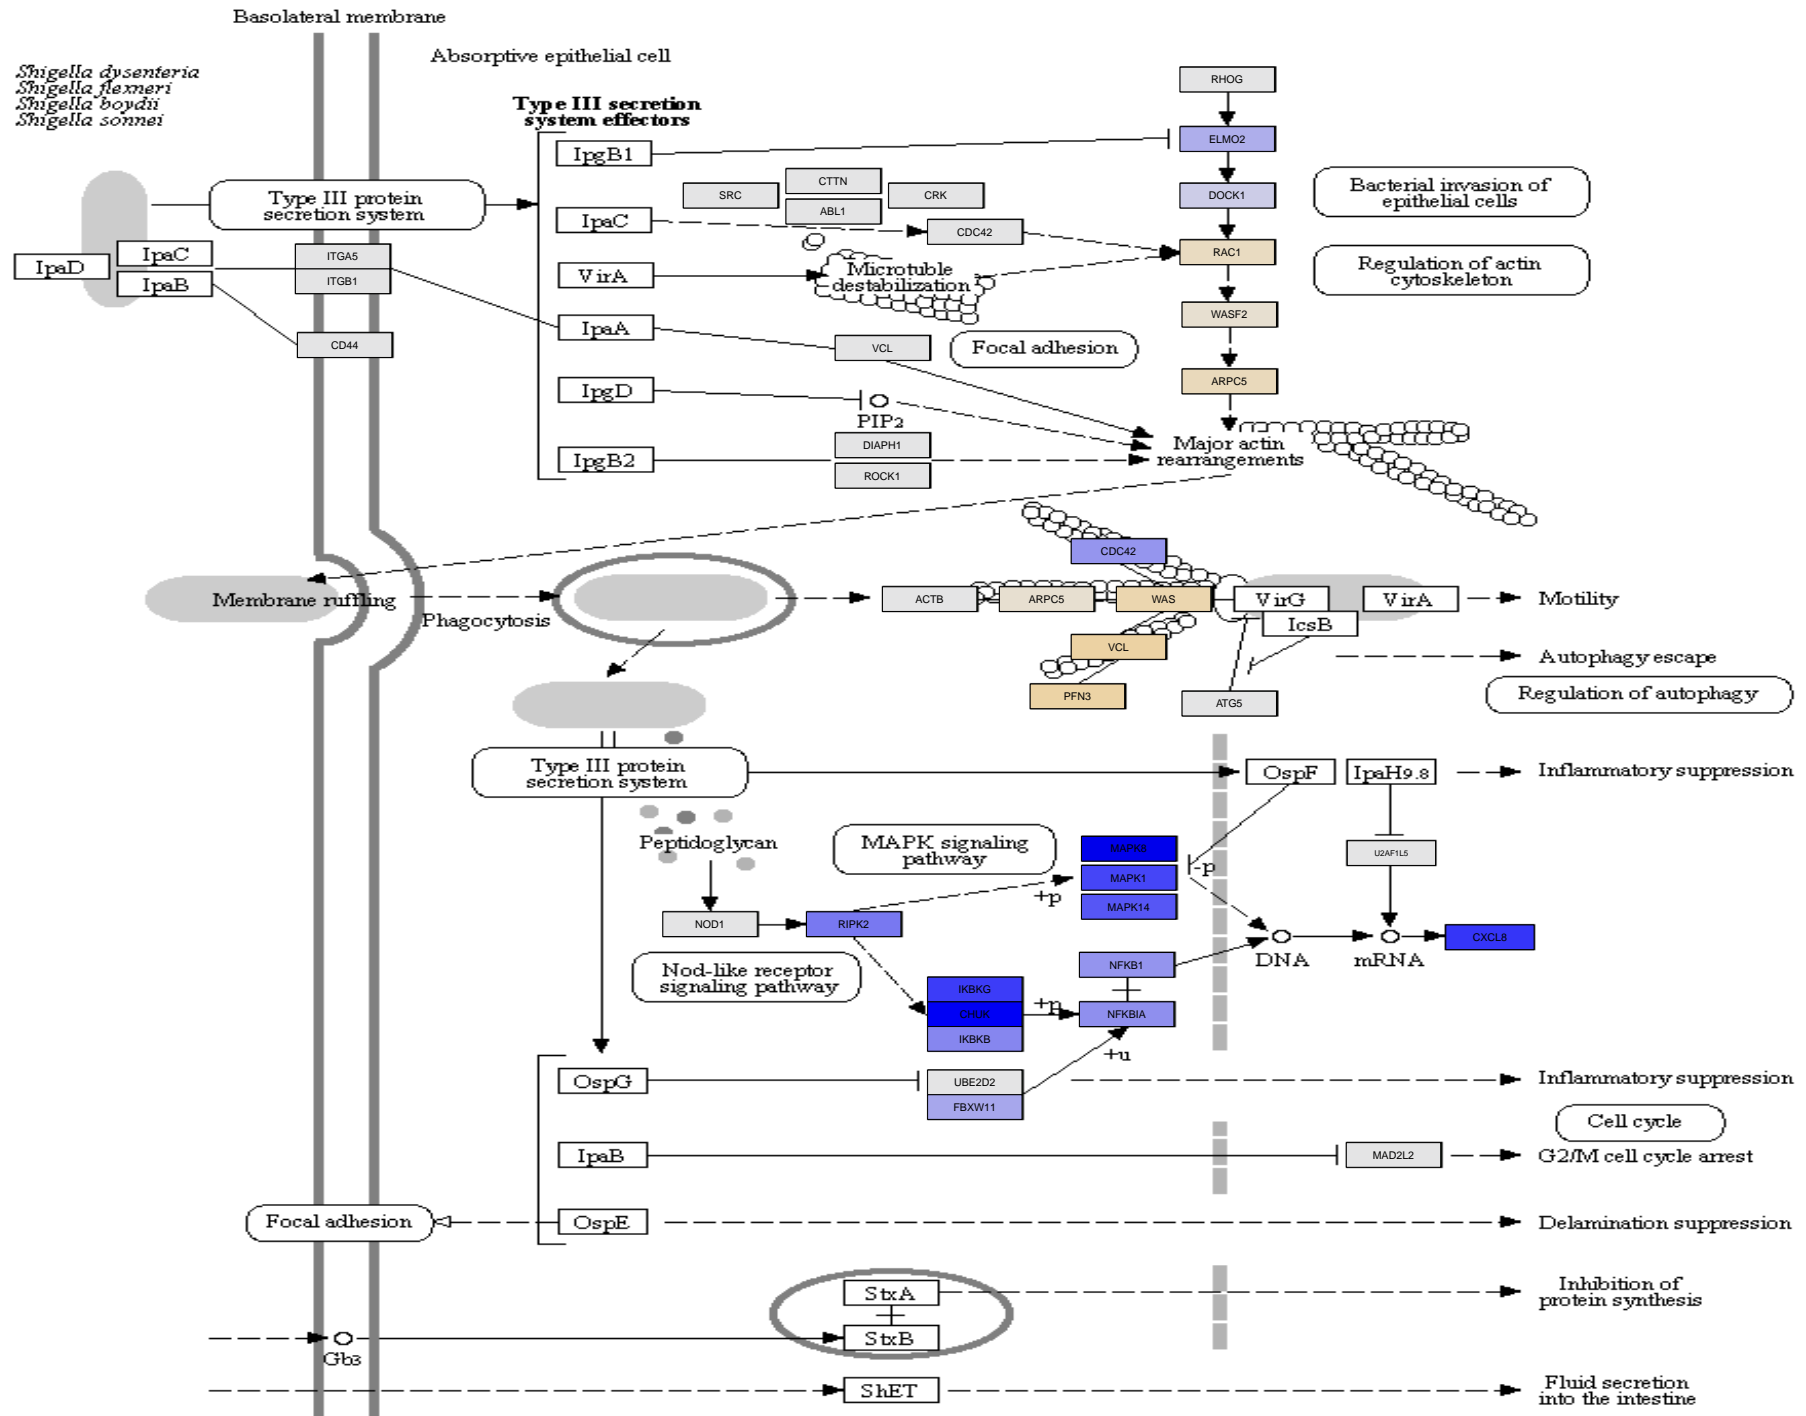 Basolateral membrane
Absorptive epithelial cell
Shigella dysenteria
Shigella flexneri
Shigella boydii
Shigella sonnei
Type III secretion
system effectors
RHOG
ELMO2
DOCK1
RAC1
WASF2
ARPC5
IpgB1
IpaC
VirA
IpaA
IpgD
IpgB2
Type III protein
secretion system
IpaD
IpaC
IpaB
ITGA5
ITGB1
CD44
SRC
CTTN
ABL1
CRK
CDC42
Microtuble
destabilization
VCL
Focal adhesion
PIP2
DIAPH1
ROCK1
Bacterial invasion of
epithelial cells
Regulation of actin
cytoskeleton
Major actin
rearrangements
Membrane ruffling
Phagocytosis
CDC42
ACTB
ARPC5
WAS
VCL
PFN3
VirG
IcsB
VirA
Motility
ATG5
Autophagy escape
Regulation of autophagy
Type III protein
secretion system
OspF
IpaH9.8
Inflammatory suppression
Peptidoglycan
MAPK signaling
pathway
MAPK8
MAPK1
MAPK14
+p
-p
U2AF1L5
NOD1
RIPK2
Nod-like receptor
signaling pathway
DNA
mRNA
CXCL8
NFKB1
IKBKG
CHUK
IKBKB
+p
NFKBIA
+u
OspG
UBE2D2
FBXW11
Inflammatory suppression
Cell cycle
IpaB
MAD2L2
G2/M cell cycle arrest
Focal adhesion
OspE
Delamination suppression
StxA
StxB
Inhibition of
protein synthesis
Gb3
ShET
Fluid secretion
into the intestine